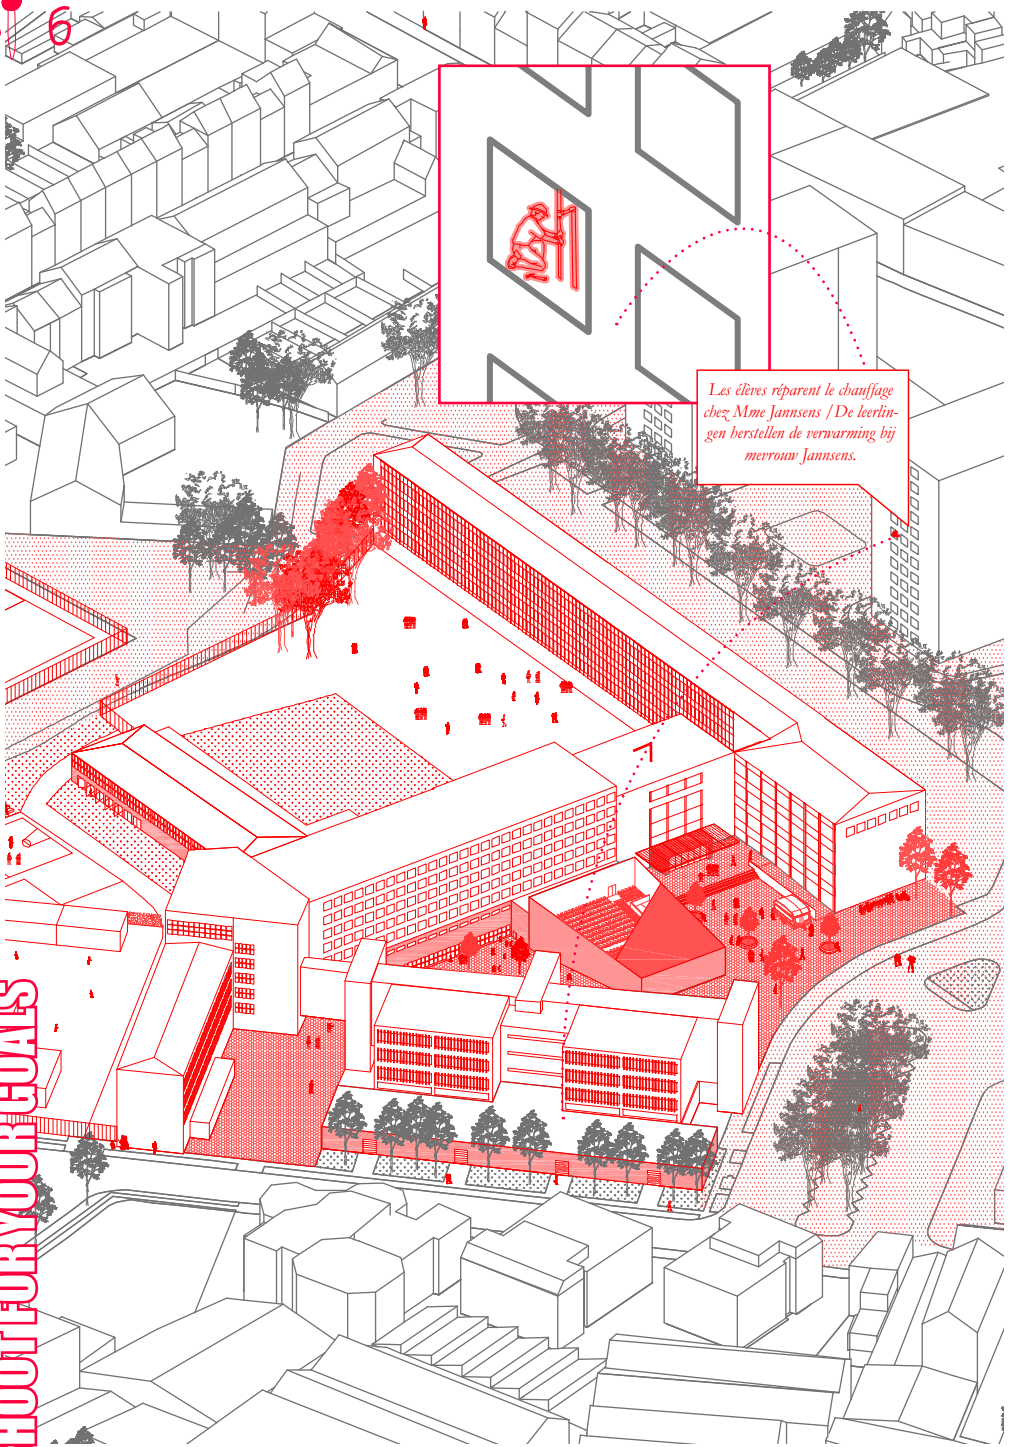 6
Les élèves réparent le chauffage
chez Mme Jannsens / De leerlin-
gen herstellen de verwarming bij
mevrouw Jannsens.
HOUT FOR YOUR GOALS